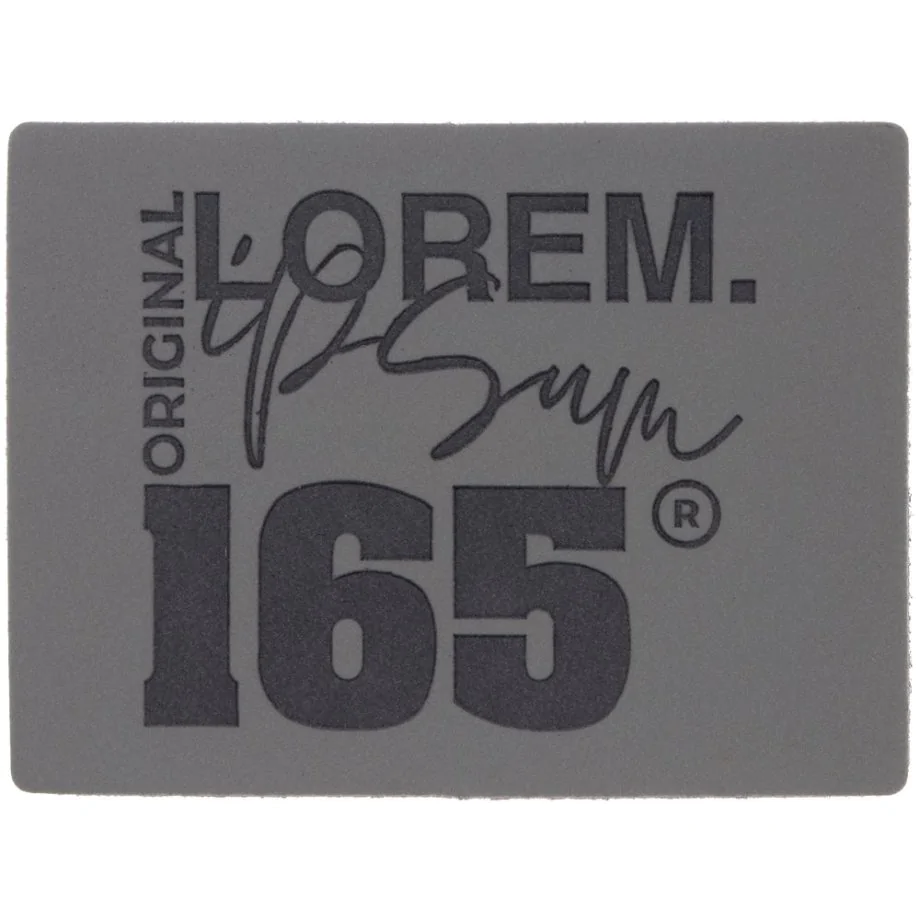 ORIGINAL
LOREM.
ipsum
165
®